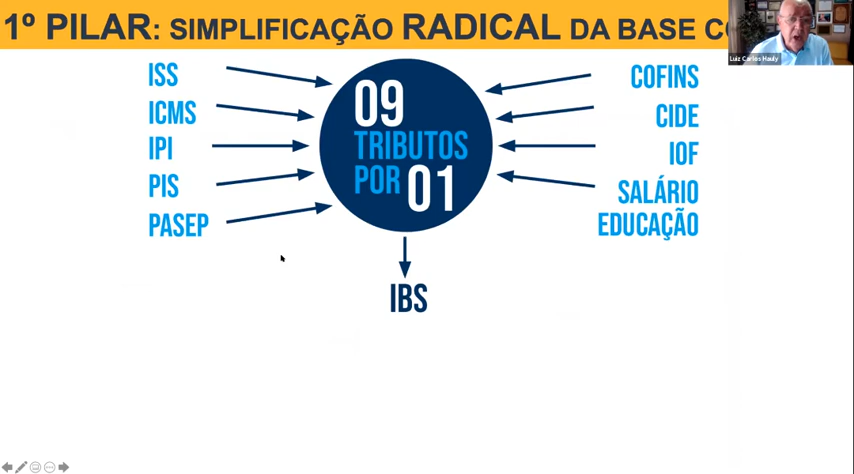 1º PILAR: SIMPLIFICAÇÃO RADICAL DA BASE
Luiz Carlos Hauly
ISS
ICMS
IPI
PIS
PASEP
09
TRIBUTOS
POR 01
COFINS
CIDE
IOF
SALÁRIO
EDUCAÇÃO
IBS